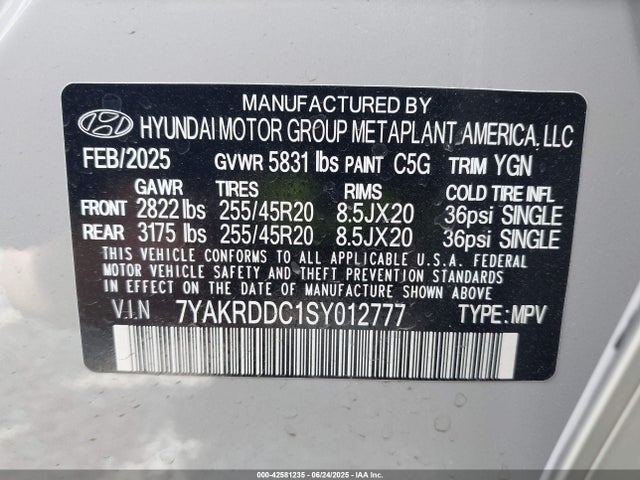 MANUFACTURED BY
HYUNDAI MOTOR GROUP METAPLANT AMERICA, LLC
FEB/2025 GVWR 5831 lbs PAINT C5G TRIM YGN
GAWR TIRES RIMS COLD TIRE INFL
FRONT 2822 lbs 255/45R20 8.5JX20 36psi SINGLE
REAR 3175 lbs 255/45R20 8.5JX20 36psi SINGLE
THIS VEHICLE CONFORMS TO ALL APPLICABLE U.S.A. FEDERAL
MOTOR VEHICLE SAFETY AND THEFT PREVENTION STANDARDS
IN EFFECT ON THE DATE OF MANUFACTURE SHOWN ABOVE.
V.I.N 7YAKRDDC1SY012777 TYPE: MPV
000-42581235 - 06/24/2025 - IAA Inc.